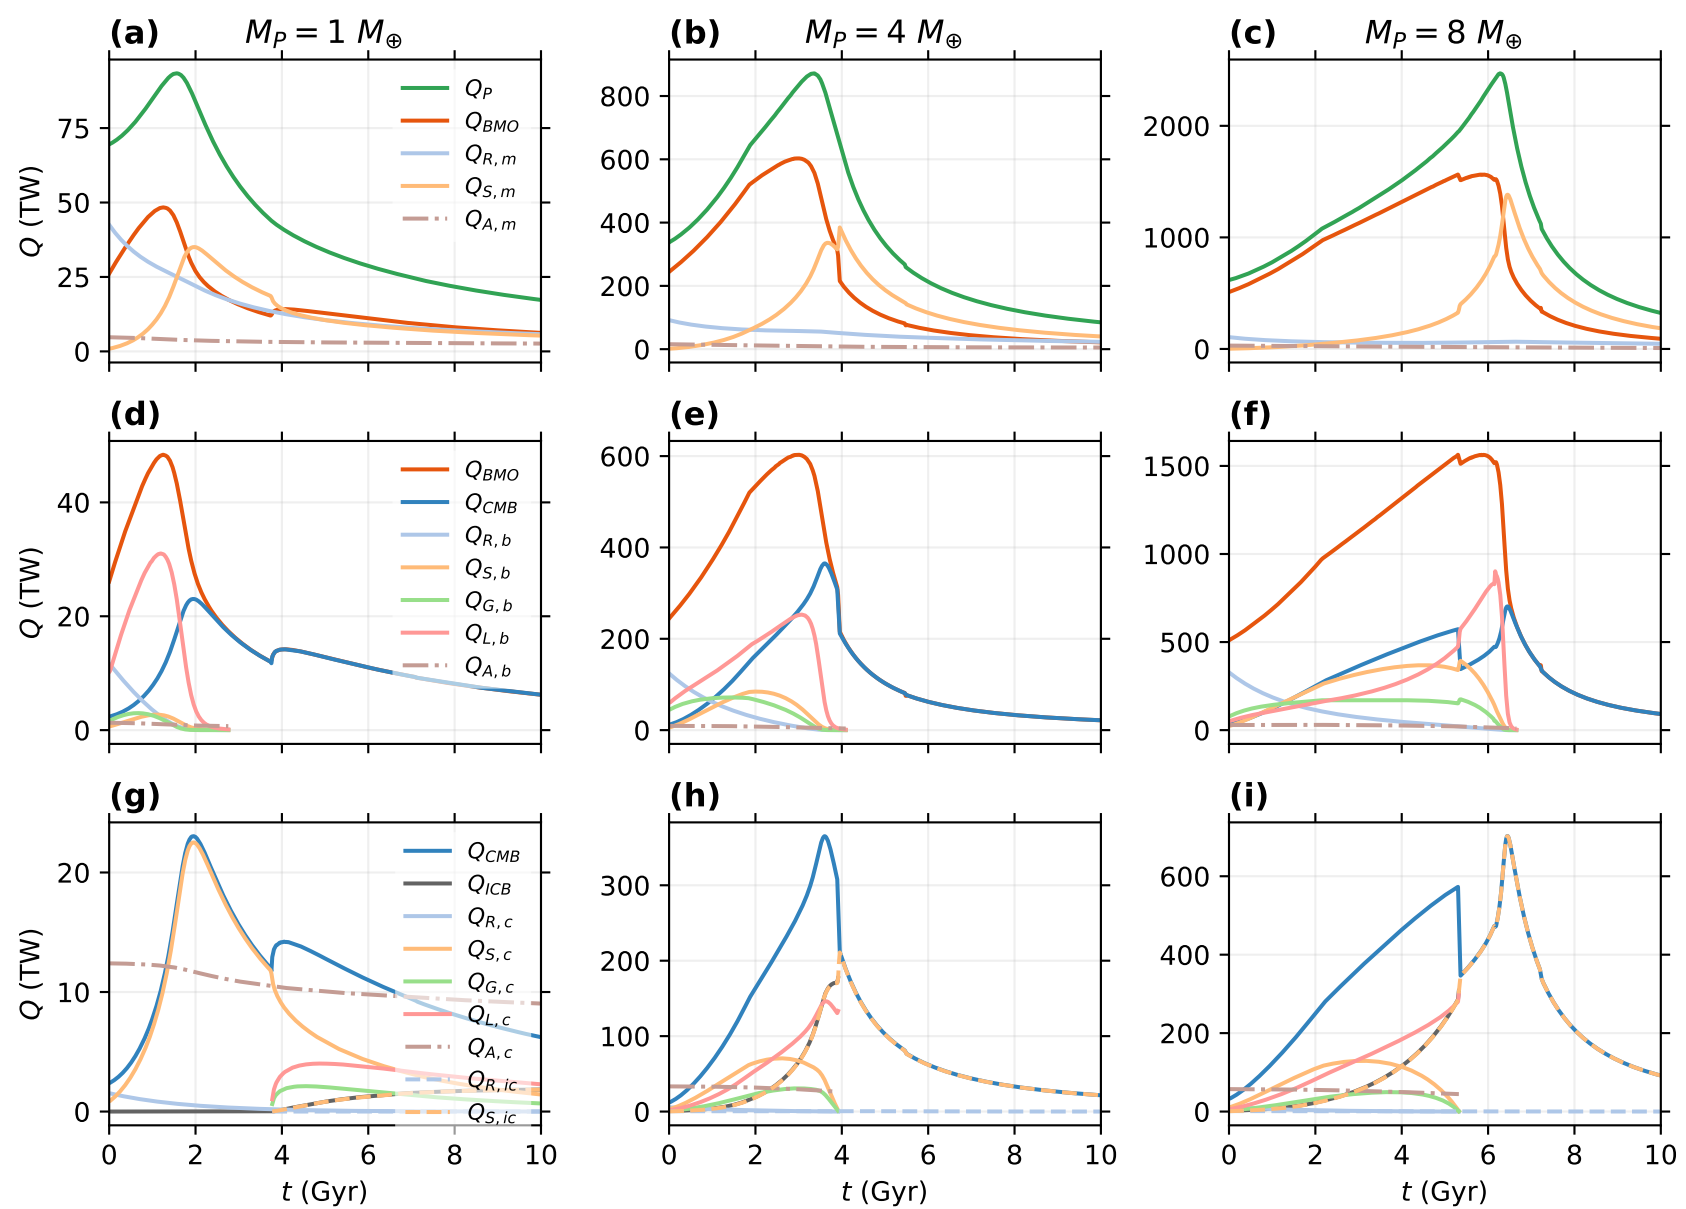 (a) M_P = 1 M_⊕
(b) M_P = 4 M_⊕
(c) M_P = 8 M_⊕
Q (TW)
75
50
25
0
Q_P
Q_BMO
Q_R,m
Q_S,m
Q_A,m
800
600
400
200
0
2000
1000
0
(d)
(e)
(f)
Q (TW)
40
20
0
Q_BMO
Q_CMB
Q_R,b
Q_S,b
Q_G,b
Q_L,b
Q_A,b
600
400
200
0
1500
1000
500
0
(g)
(h)
(i)
Q (TW)
20
10
0
Q_CMB
Q_ICB
Q_R,c
Q_S,c
Q_G,c
Q_L,c
Q_A,c
Q_R,ic
Q_S,ic
300
200
100
0
600
400
200
0
0 2 4 6 8 10
0 2 4 6 8 10
0 2 4 6 8 10
t (Gyr)
t (Gyr)
t (Gyr)